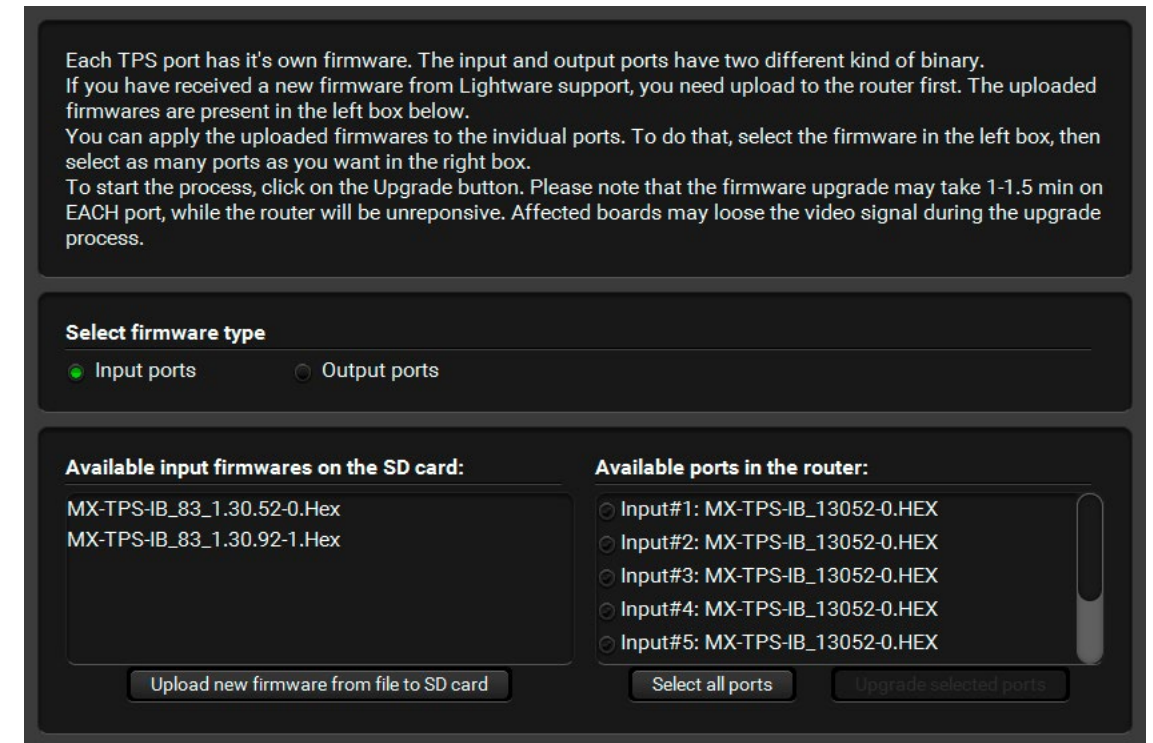 Each TPS port has it's own firmware. The input and output ports have two different kind of binary.
If you have received a new firmware from Lightware support, you need upload to the router first. The uploaded
firmwares are present in the left box below.
You can apply the uploaded firmwares to the invidual ports. To do that, select the firmware in the left box, then
select as many ports as you want in the right box.
To start the process, click on the Upgrade button. Please note that the firmware upgrade may take 1-1.5 min on
EACH port, while the router will be unreponsive. Affected boards may loose the video signal during the upgrade
process.
Select firmware type
Input ports
Output ports
Available input firmwares on the SD card:
MX-TPS-IB_83_1.30.52-0.Hex
MX-TPS-IB_83_1.30.92-1.Hex
Upload new firmware from file to SD card
Available ports in the router:
Input#1: MX-TPS-IB_13052-0.HEX
Input#2: MX-TPS-IB_13052-0.HEX
Input#3: MX-TPS-IB_13052-0.HEX
Input#4: MX-TPS-IB_13052-0.HEX
Input#5: MX-TPS-IB_13052-0.HEX
Select all ports
Upgrade selected ports